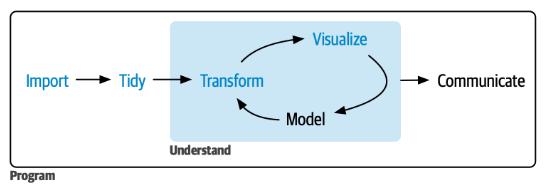 Visualize
Import Tidy Transform Communicate
Model
Understand
Program